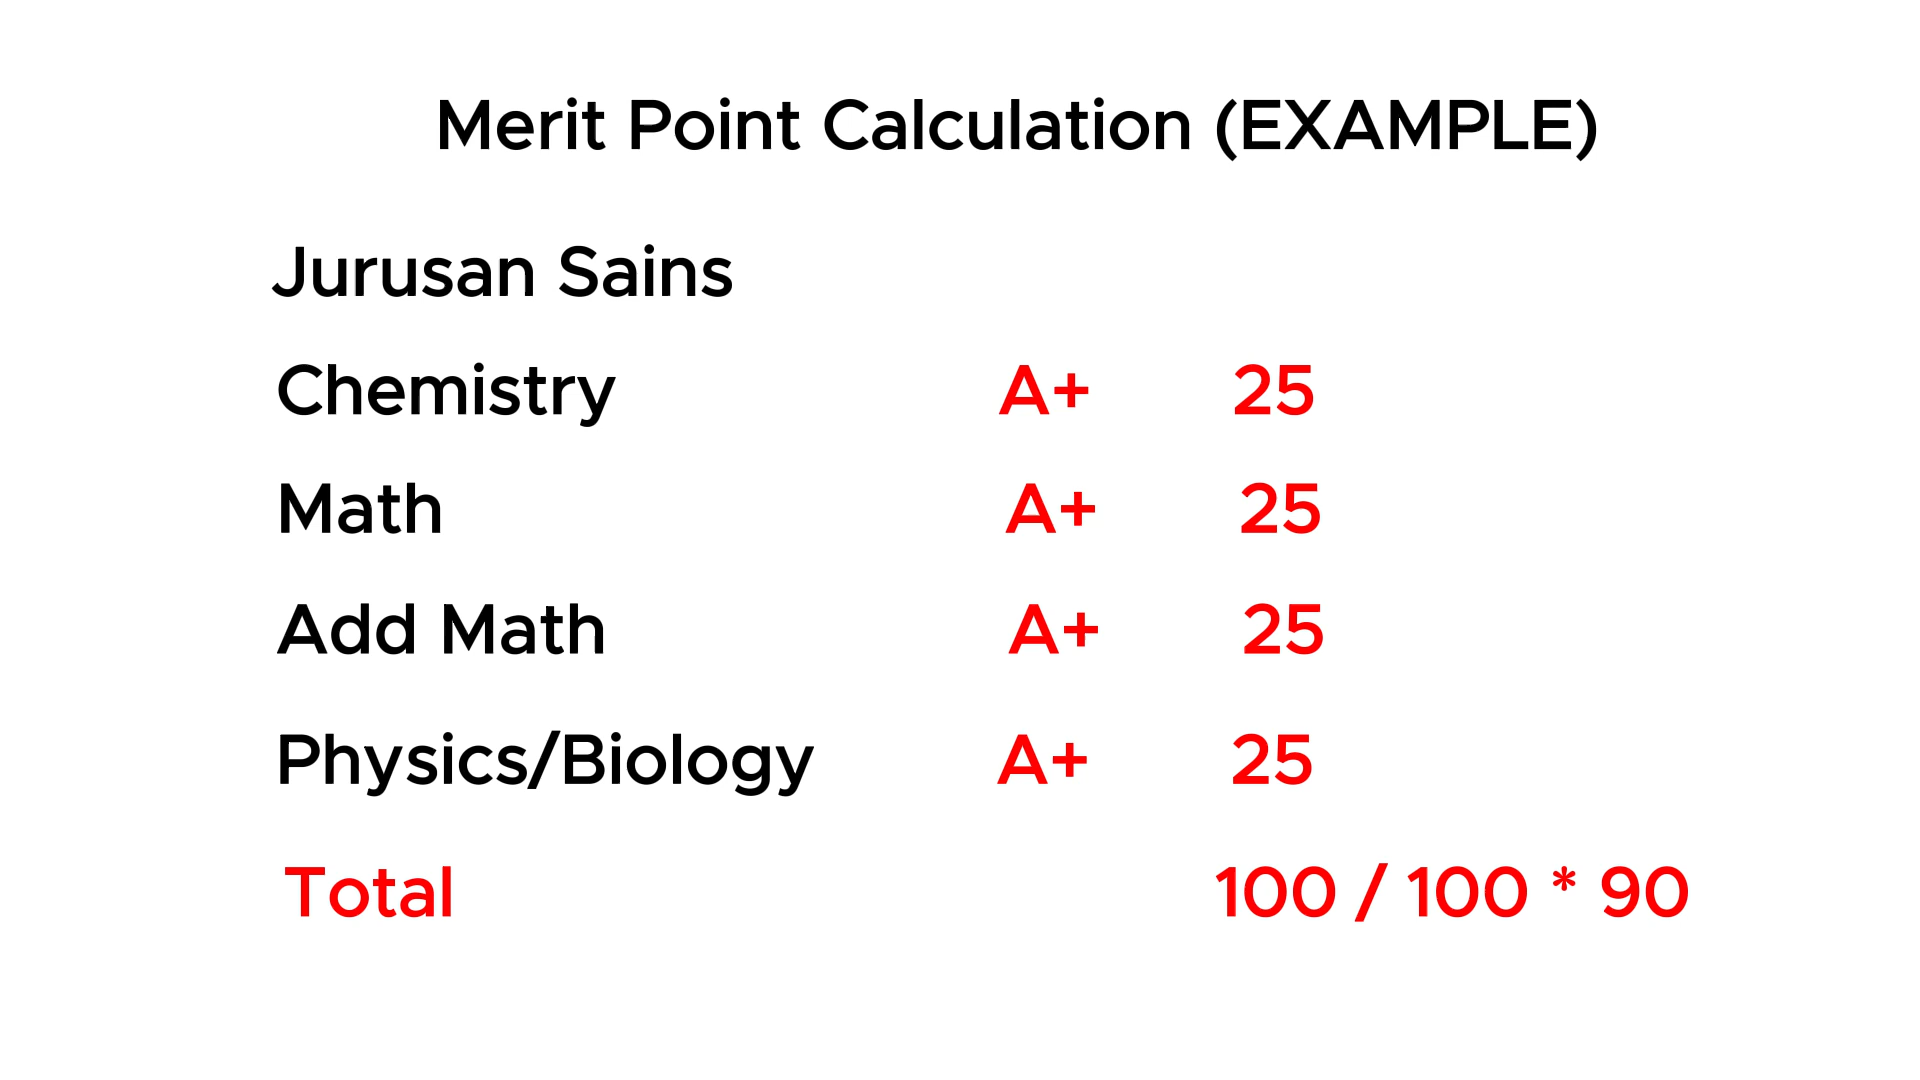 Merit Point Calculation (EXAMPLE)
Jurusan Sains
Chemistry A+ 25
Math A+ 25
Add Math A+ 25
Physics/Biology A+ 25
Total 100 / 100 * 90